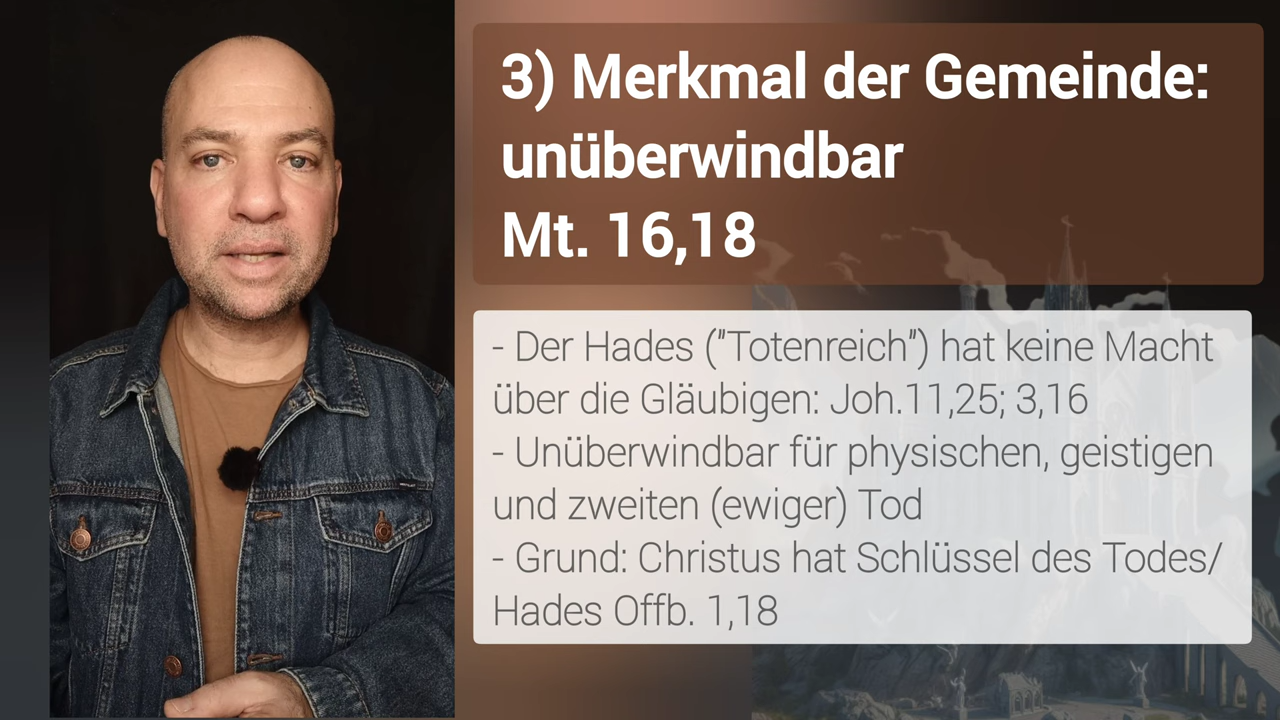 3) Merkmal der Gemeinde:
unüberwindbar
Mt. 16,18
- Der Hades ("Totenreich") hat keine Macht
über die Gläubigen: Joh.11,25; 3,16
- Unüberwindbar für physischen, geistigen
und zweiten (ewiger) Tod
- Grund: Christus hat Schlüssel des Todes/
Hades Offb. 1,18